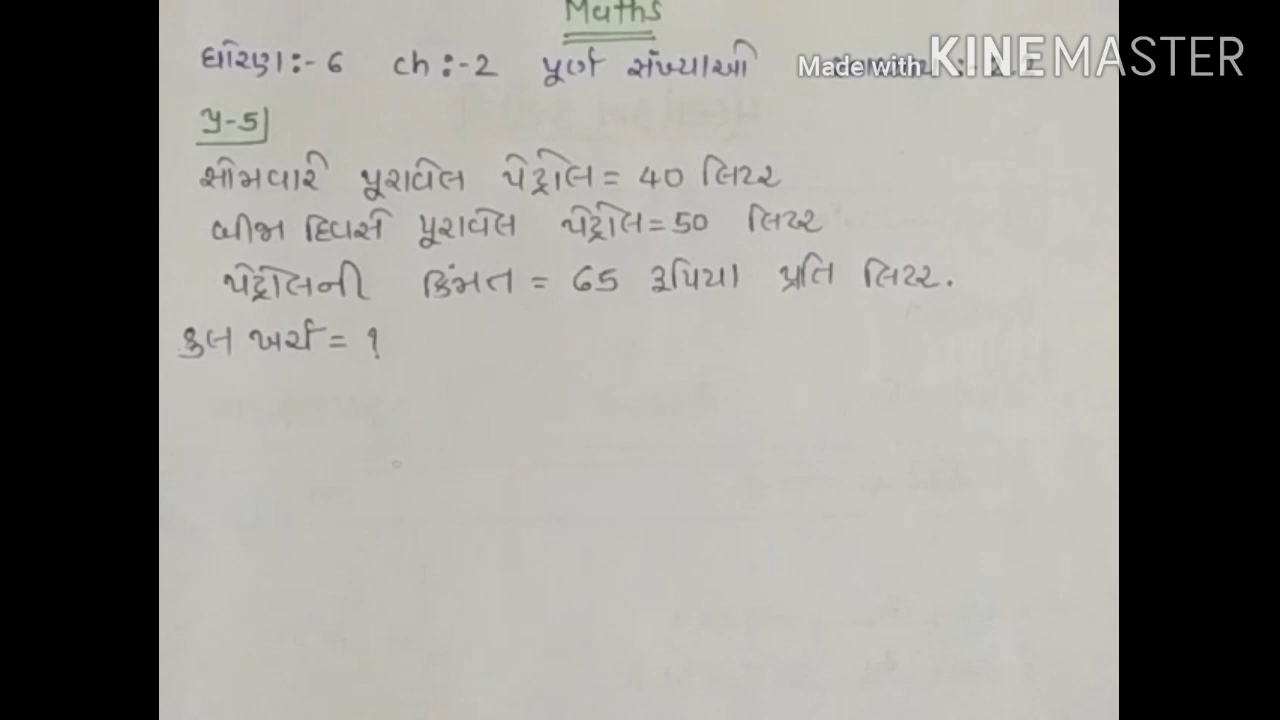 Maths
ધોરણ:- 6 ch:-2 પૂર્ણ સંખ્યાઓ
Made with KINEMASTER
પ્ર-5]
સોમવારે પૂરાવેલ પેટ્રોલ = 40 લિટર
બીજા દિવસે પૂરાવેલ પેટ્રોલ = 50 લિટર
પેટ્રોલની કિંમત = 65 રૂપિયા પ્રતિ લિટર.
કુલ ખર્ચ = ?